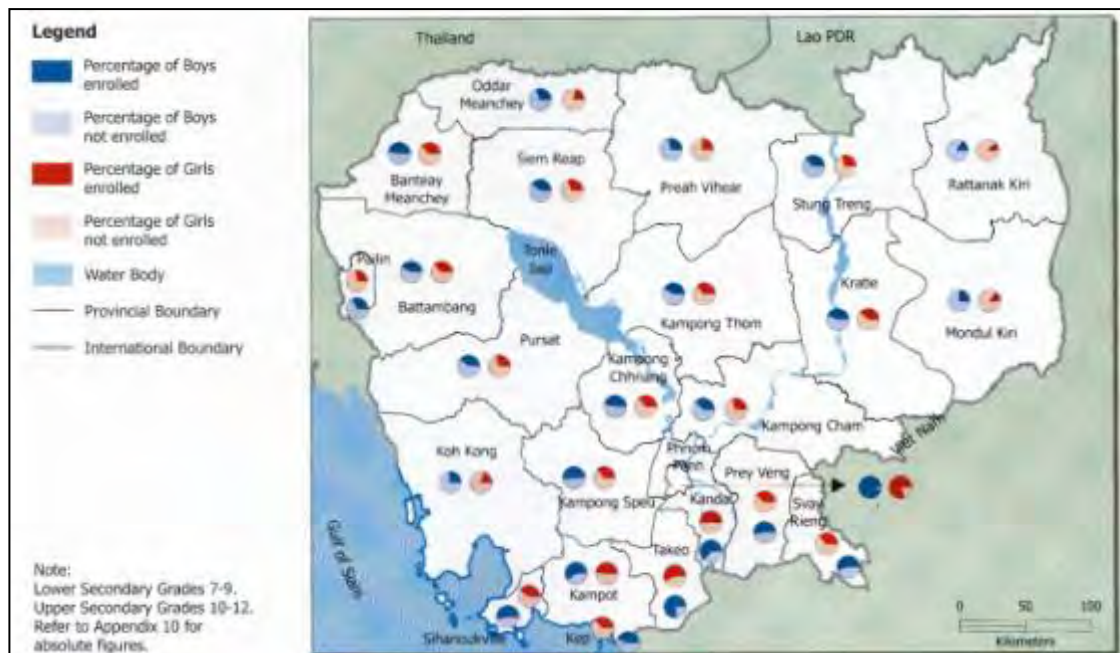 Legend
Percentage of Boys
enrolled
Percentage of Boys
not enrolled
Percentage of Girls
enrolled
Percentage of Girls
not enrolled
Water Body
Provincial Boundary
International Boundary
Note:
Lower Secondary Grades 7-9.
Upper Secondary Grades 10-12.
Refer to Appendix 10 for
absolute figures.
Thailand
Lao PDR
Oddar
Meanchey
Siem Reap
Banteay
Meanchey
Preah Vihear
Stung Treng
Rattanak Kiri
Pailin
Battambang
Tonle
Sap
Kampong Thom
Kratie
Mondul Kiri
Pursat
Kampong
Chhnang
Kampong Cham
Viet Nam
Koh Kong
Phnom
Penh
Prey Veng
Kampong Speu
Kandal
Svay
Rieng
Takeo
Gulf of Siam
Kampot
Sihanoukville
Kep
0 50 100
Kilometers